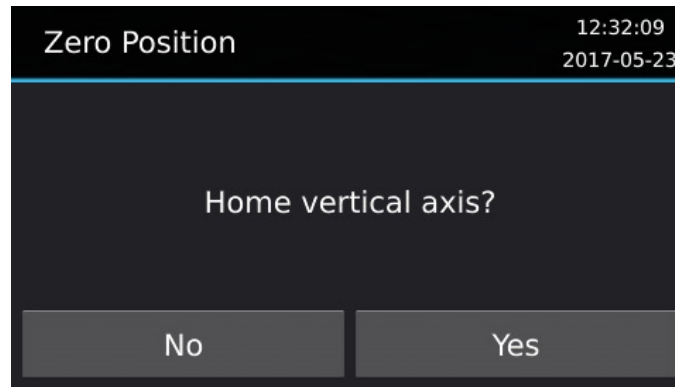 Zero Position
12:32:09
2017-05-23
Home vertical axis?
No
Yes